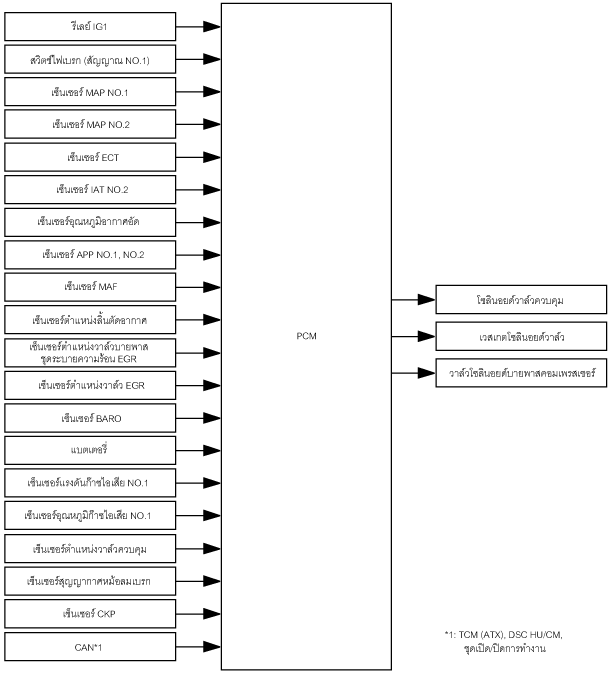 รีเลย์ IG1
สวิตช์ไฟเบรก (สัญญาณ NO.1)
เซ็นเซอร์ MAP NO.1
เซ็นเซอร์ MAP NO.2
เซ็นเซอร์ ECT
เซ็นเซอร์ IAT NO.2
เซ็นเซอร์อุณหภูมิอากาศอัด
เซ็นเซอร์ APP NO.1, NO.2
เซ็นเซอร์ MAF
เซ็นเซอร์ตำแหน่งลิ้นตัดอากาศ
เซ็นเซอร์ตำแหน่งวาล์วบายพาส
ชุดระบายความร้อน EGR
เซ็นเซอร์ตำแหน่งวาล์ว EGR
เซ็นเซอร์ BARO
แบตเตอรี่
เซ็นเซอร์แรงดันก๊าซไอเสีย NO.1
เซ็นเซอร์อุณหภูมิก๊าซไอเสีย NO.1
เซ็นเซอร์ตำแหน่งวาล์วควบคุม
เซ็นเซอร์สุญญากาศหม้อลมเบรก
เซ็นเซอร์ CKP
CAN*1
PCM
โซลินอยด์วาล์วควบคุม
เวสเกตโซลินอยด์วาล์ว
วาล์วโซลินอยด์บายพาสคอมเพรสเซอร์
*1: TCM (ATX), DSC HU/CM,
ชุดเปิด/ปิดการทำงาน